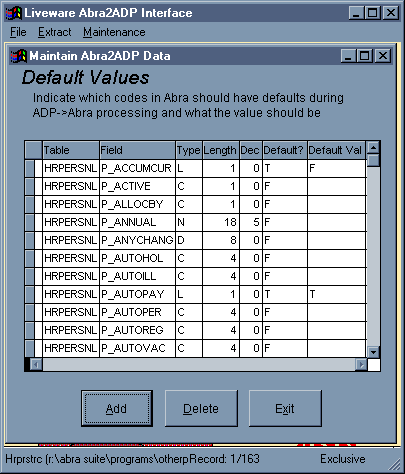 Liveware Abra2ADP Interface
File Extract Maintenance
Maintain Abra2ADP Data
Default Values
Indicate which codes in Abra should have defaults during
ADP->Abra processing and what the value should be
Table Field Type Length Dec Default? Default Val
HRPERSNL P_ACCUMCUR L 1 0 T F
HRPERSNL P_ACTIVE C 1 0 F
HRPERSNL P_ALLOCBY C 1 0 F
HRPERSNL P_ANNUAL N 18 5 F
HRPERSNL P_ANYCHANG D 8 0 F
HRPERSNL P_AUTOHOL C 4 0 F
HRPERSNL P_AUTOILL C 4 0 F
HRPERSNL P_AUTOPAY L 1 0 T T
HRPERSNL P_AUTOPER C 4 0 F
HRPERSNL P_AUTOREG C 4 0 F
HRPERSNL P_AUTOVAC C 4 0 F
Add Delete Exit
Hrprstrc (r:\abra suite\programs\otherpRecord: 1/163 Exclusive